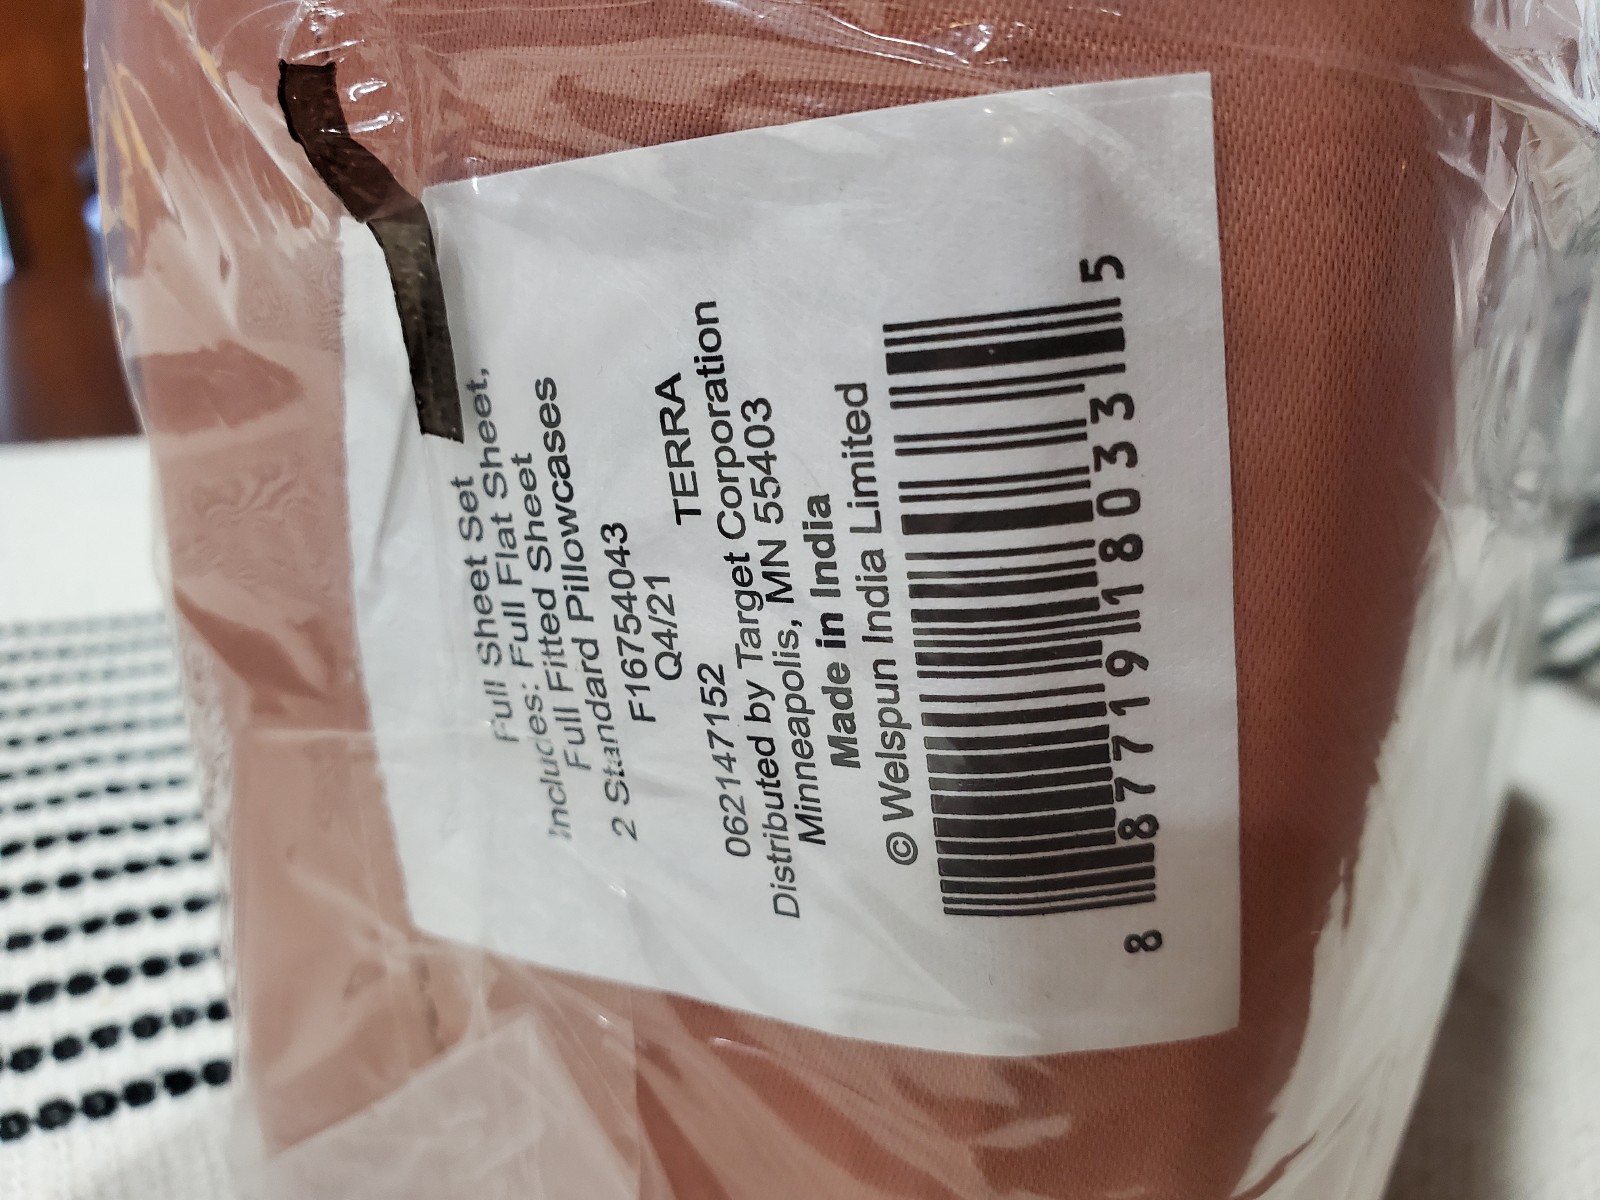 Full Sheet Set
Includes: Full Flat Sheet,
Full Fitted Sheet
2 Standard Pillowcases
F1675454043
Q4/21
062147152 TERRA
Distributed by Target Corporation
Minneapolis, MN 55403
Made in India
© Welspun India Limited
8 87719 18033 5